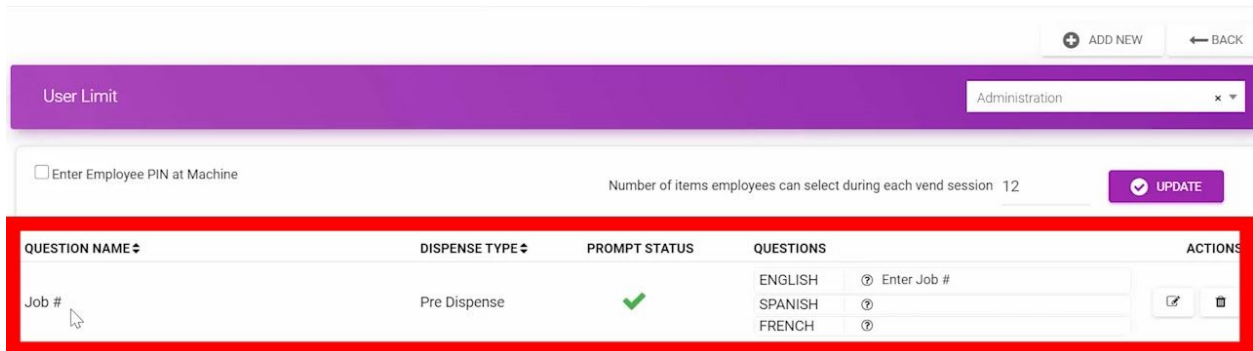 ADD NEW
BACK
User Limit
Administration
Enter Employee PIN at Machine
Number of items employees can select during each vend session 12
UPDATE
QUESTION NAME DISPENSE TYPE PROMPT STATUS QUESTIONS ACTIONS
Job # Pre Dispense
ENGLISH Enter Job #
SPANISH
FRENCH